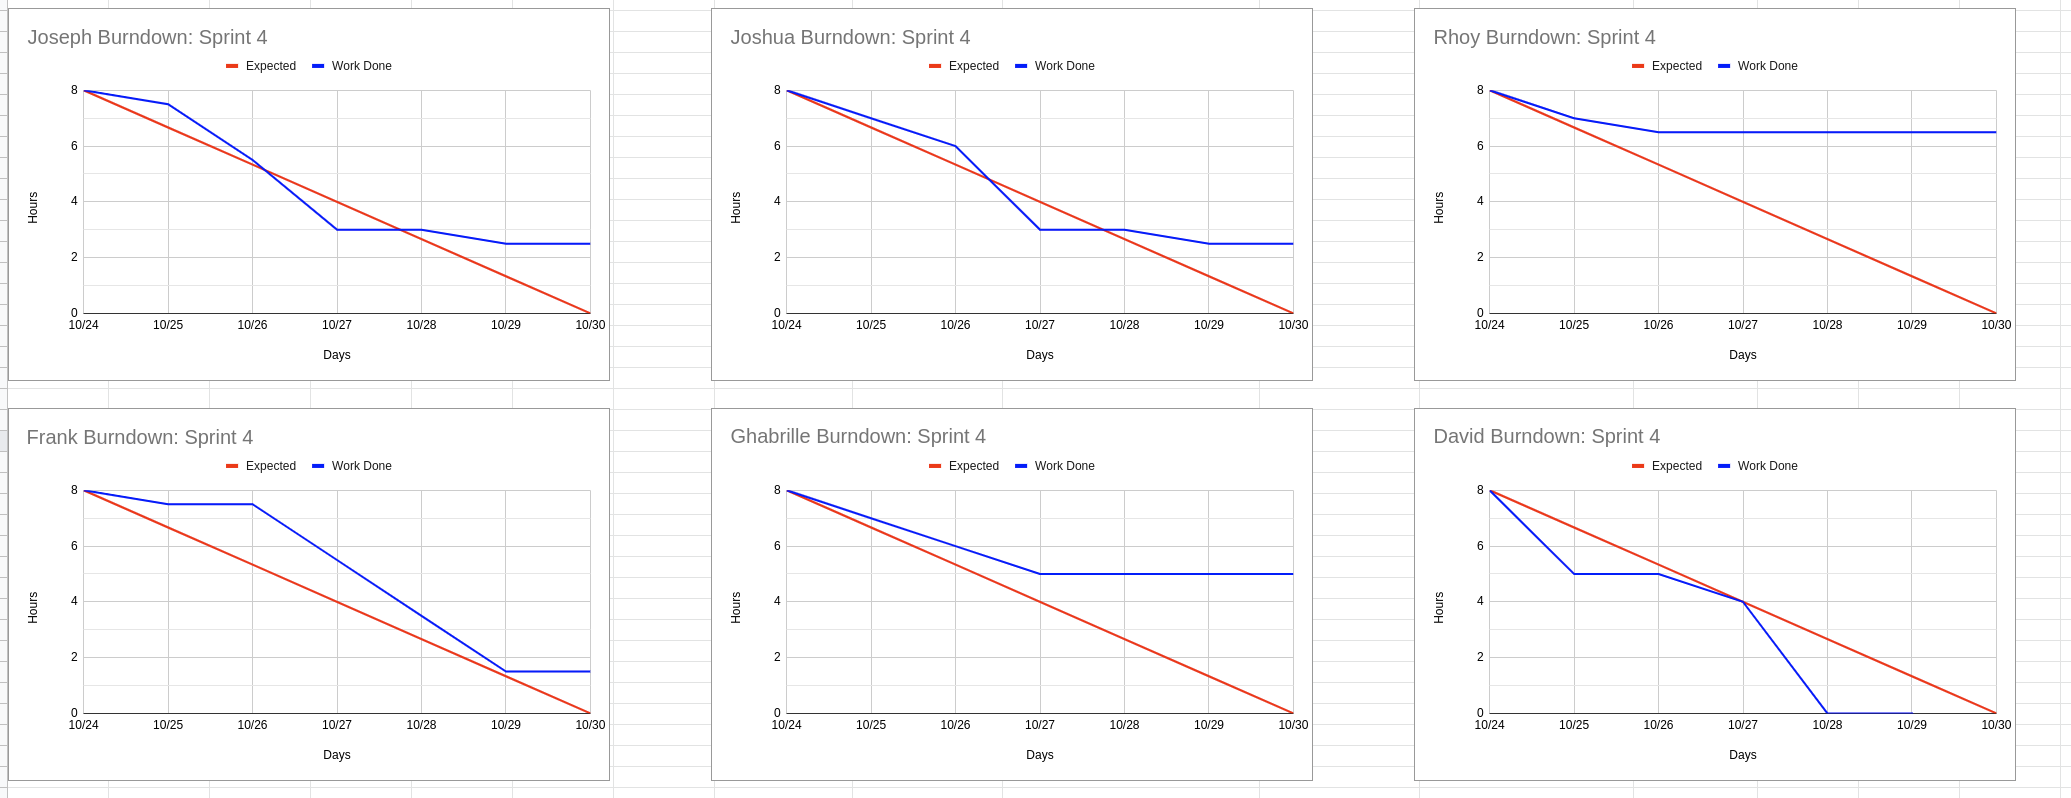 Joseph Burndown: Sprint 4
Expected Work Done
8
6
4
2
0
Hours
10/24 10/25 10/26 10/27 10/28 10/29 10/30
Days
Joshua Burndown: Sprint 4
Expected Work Done
8
6
4
2
0
Hours
10/24 10/25 10/26 10/27 10/28 10/29 10/30
Days
Rhoy Burndown: Sprint 4
Expected Work Done
8
6
4
2
0
Hours
10/24 10/25 10/26 10/27 10/28 10/29 10/30
Days
Frank Burndown: Sprint 4
Expected Work Done
8
6
4
2
0
Hours
10/24 10/25 10/26 10/27 10/28 10/29 10/30
Days
Ghabrille Burndown: Sprint 4
Expected Work Done
8
6
4
2
0
Hours
10/24 10/25 10/26 10/27 10/28 10/29 10/30
Days
David Burndown: Sprint 4
Expected Work Done
8
6
4
2
0
Hours
10/24 10/25 10/26 10/27 10/28 10/29 10/30
Days